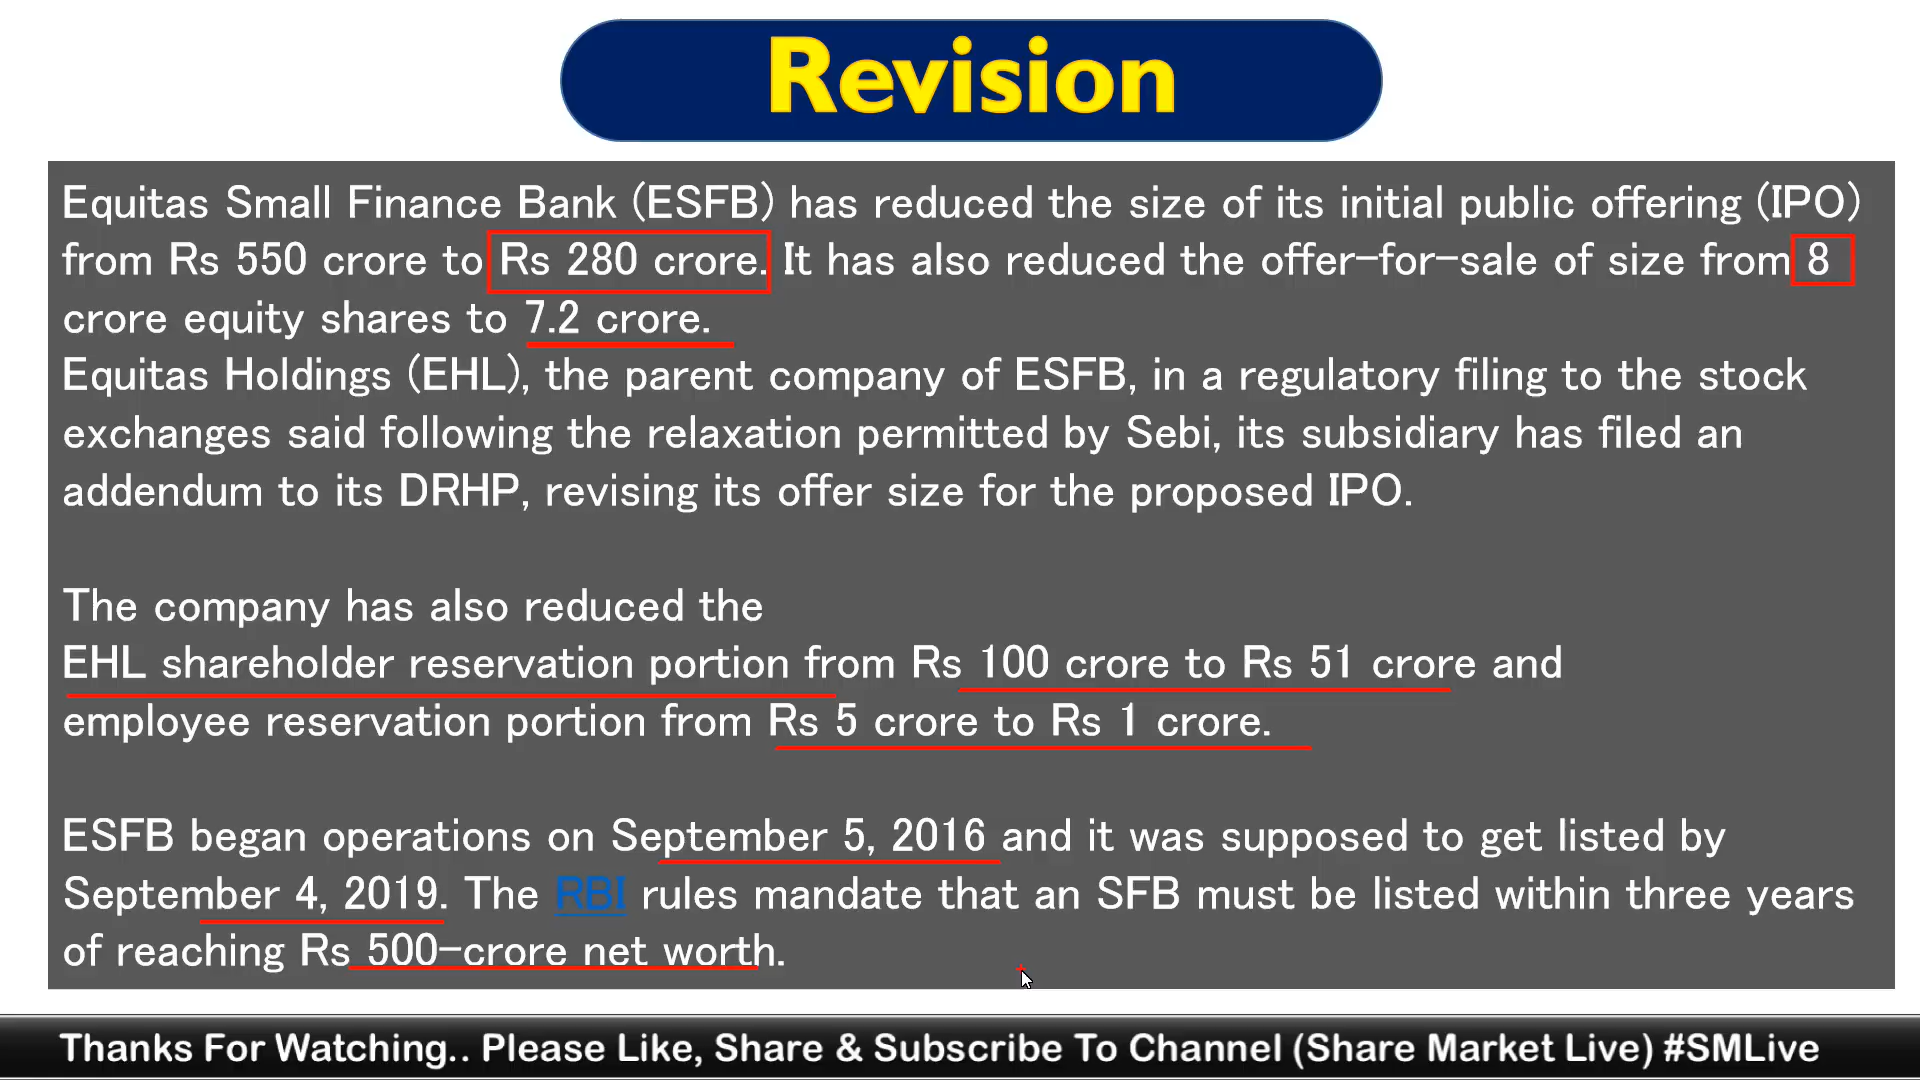 Revision
Equitas Small Finance Bank (ESFB) has reduced the size of its initial public offering (IPO)
from Rs 550 crore to Rs 280 crore. It has also reduced the offer-for-sale of size from 8
crore equity shares to 7.2 crore.
Equitas Holdings (EHL), the parent company of ESFB, in a regulatory filing to the stock
exchanges said following the relaxation permitted by Sebi, its subsidiary has filed an
addendum to its DRHP, revising its offer size for the proposed IPO.
The company has also reduced the
EHL shareholder reservation portion from Rs 100 crore to Rs 51 crore and
employee reservation portion from Rs 5 crore to Rs 1 crore.
ESFB began operations on September 5, 2016 and it was supposed to get listed by
September 4, 2019. The RBI rules mandate that an SFB must be listed within three years
of reaching Rs 500-crore net worth.
Thanks For Watching.. Please Like, Share & Subscribe To Channel (Share Market Live) #SMLive